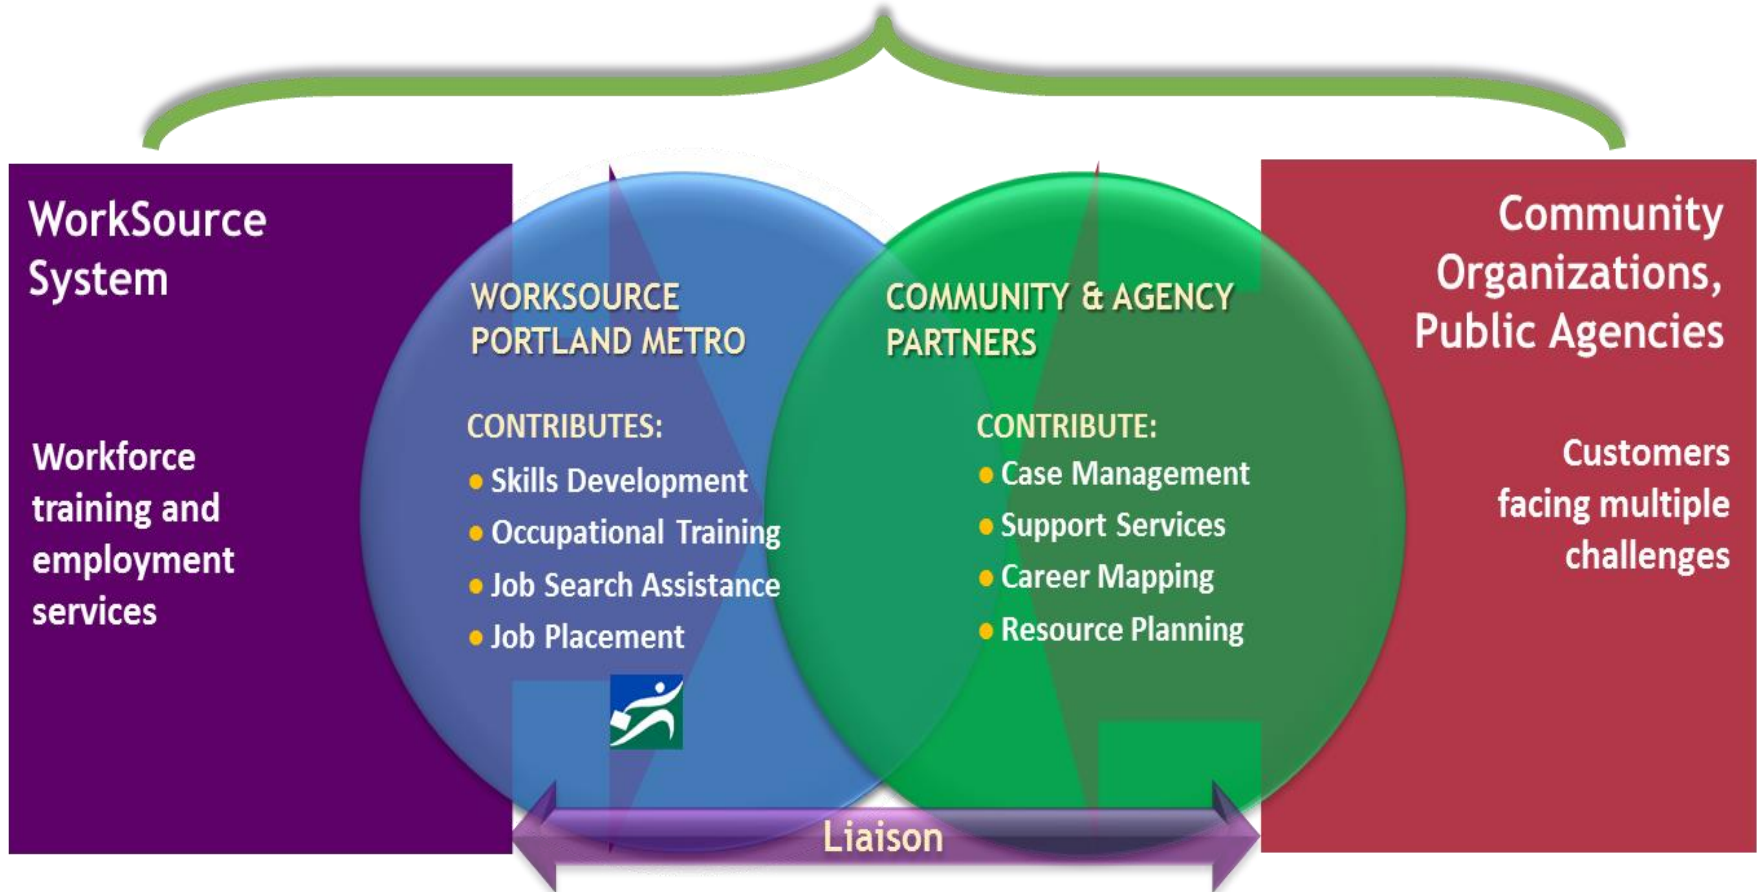 WorkSource
System
Workforce
training and
employment
services
WORKSOURCE
PORTLAND METRO
CONTRIBUTES:
• Skills Development
• Occupational Training
• Job Search Assistance
• Job Placement
COMMUNITY & AGENCY
PARTNERS
CONTRIBUTE:
• Case Management
• Support Services
• Career Mapping
• Resource Planning
Community
Organizations,
Public Agencies
Customers
facing multiple
challenges
Liaison